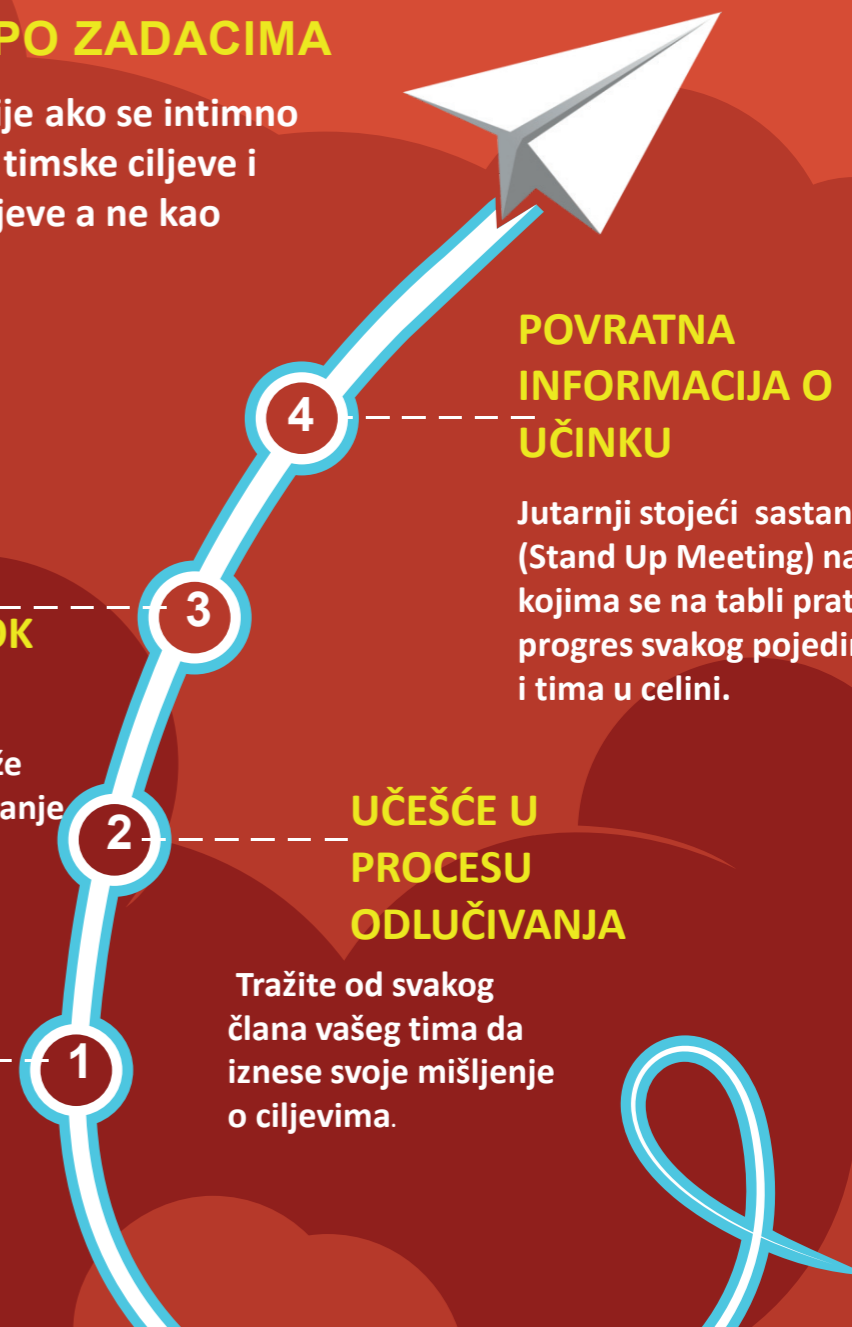 PO ZADACIMA
ije ako se intimno
timske ciljeve i
jeve a ne kao
4
POVRATNA
INFORMACIJA O
UČINKU
Jutarnji stojeći sastan
(Stand Up Meeting) na
kojima se na tabli prat
progres svakog pojedin
i tima u celini.
3
OK
že
anje
2
UČEŠĆE U
PROCESU
ODLUČIVANJA
Tražite od svakog
člana vašeg tima da
iznese svoje mišljenje
o ciljevima.
1